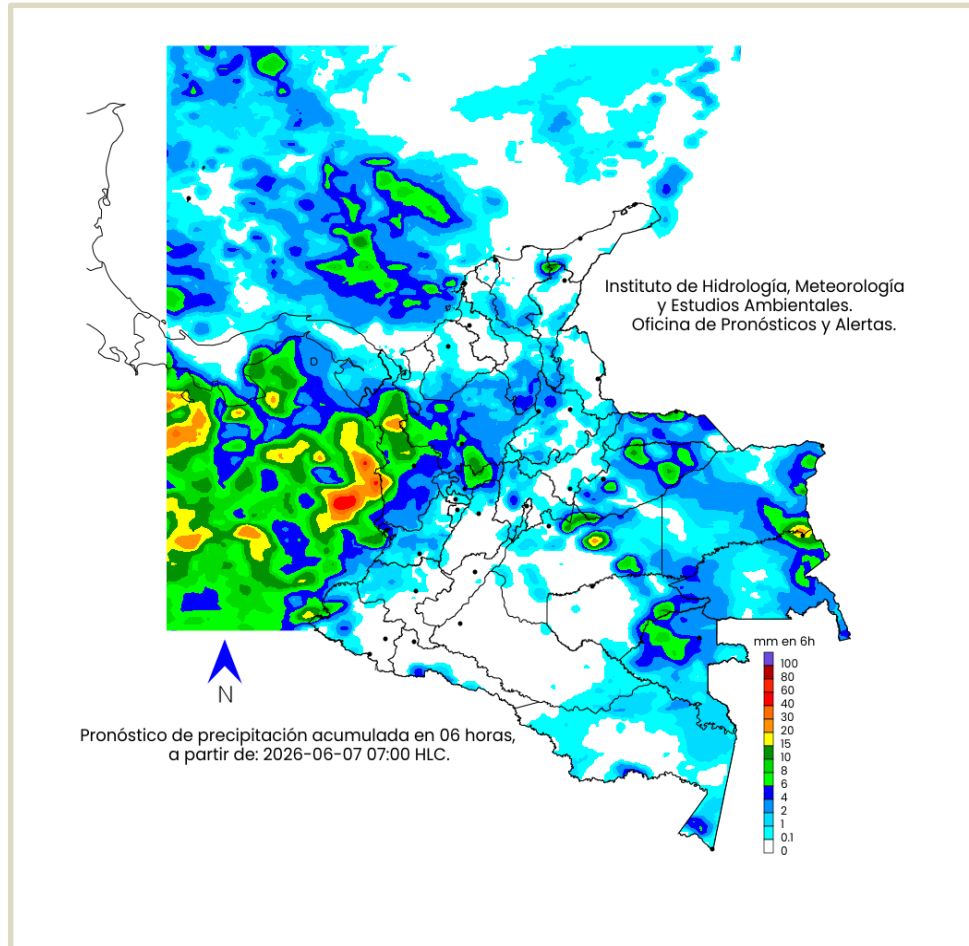 Instituto de Hidrología, Meteorología
y Estudios Ambientales.
Oficina de Pronósticos y Alertas.
mm en 6h
100
80
60
40
30
20
15
10
8
6
4
2
1
0.1
0
N
Pronóstico de precipitación acumulada en 06 horas,
a partir de: 2026-06-07 07:00 HLC.